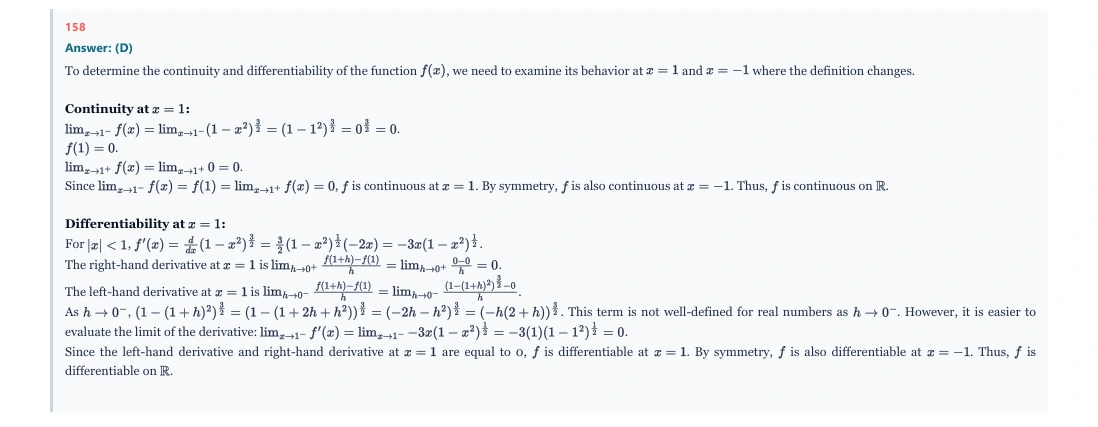 158
Answer: (D)
To determine the continuity and differentiability of the function f(x), we need to examine its behavior at x = 1 and x = −1 where the definition changes.
Continuity at x = 1:
lim_{x→1⁻} f(x) = lim_{x→1⁻}(1 − x²)^{3/2} = (1 − 1²)^{3/2} = 0^{3/2} = 0.
f(1) = 0.
lim_{x→1⁺} f(x) = lim_{x→1⁺} 0 = 0.
Since lim_{x→1⁻} f(x) = f(1) = lim_{x→1⁺} f(x) = 0, f is continuous at x = 1. By symmetry, f is also continuous at x = −1. Thus, f is continuous on ℝ.
Differentiability at x = 1:
For |x| < 1, f′(x) = d/dx (1 − x²)^{3/2} = 3/2 (1 − x²)^{1/2}(−2x) = −3x(1 − x²)^{1/2}.
The right-hand derivative at x = 1 is lim_{h→0⁺} (f(1+h)−f(1))/h = lim_{h→0⁺} (0−0)/h = 0.
The left-hand derivative at x = 1 is lim_{h→0⁻} (f(1+h)−f(1))/h = lim_{h→0⁻} ((1−(1+h)²)^{3/2}−0)/h.
As h → 0⁻, (1 − (1 + h)²)^{3/2} = (1 − (1 + 2h + h²))^{3/2} = (−2h − h²)^{3/2} = (−h(2 + h))^{3/2}. This term is not well-defined for real numbers as h → 0⁻. However, it is easier to
evaluate the limit of the derivative: lim_{x→1⁻} f′(x) = lim_{x→1⁻} −3x(1 − x²)^{1/2} = −3(1)(1 − 1²)^{1/2} = 0.
Since the left-hand derivative and right-hand derivative at x = 1 are equal to 0, f is differentiable at x = 1. By symmetry, f is also differentiable at x = −1. Thus, f is
differentiable on ℝ.